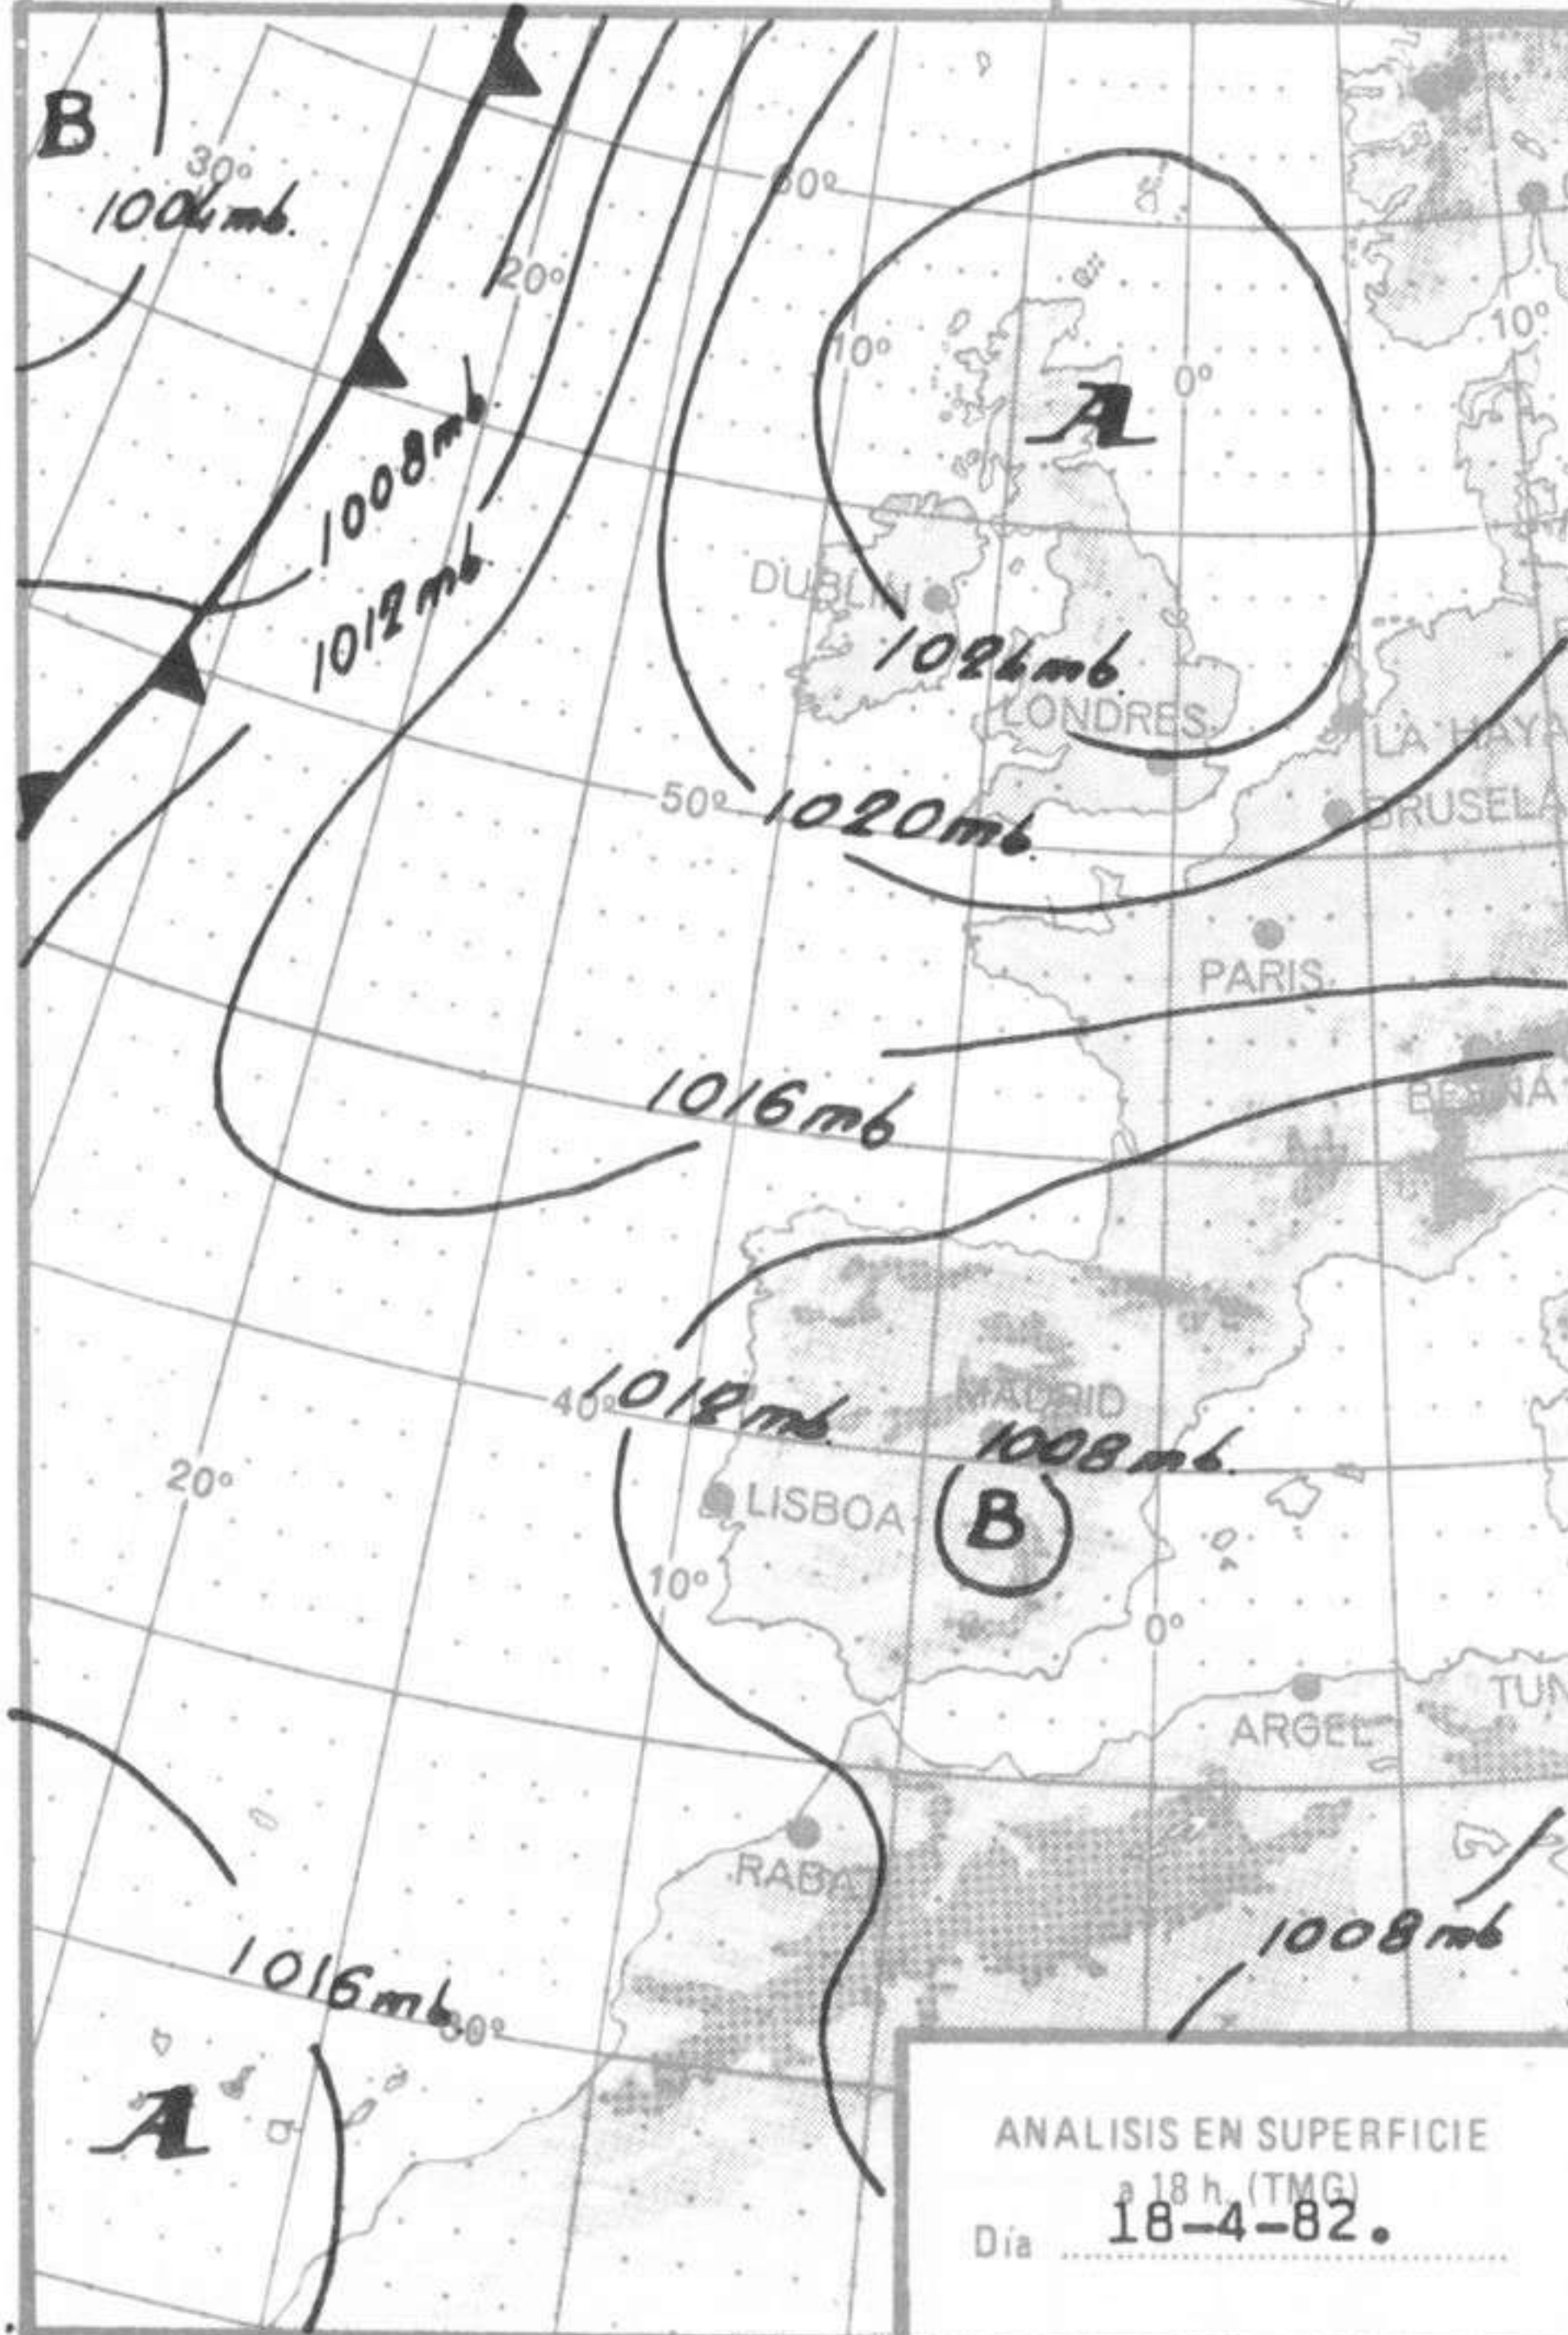 B
30°
1004mb.
60°
20°
10°
10°
A
0°
1008mb.
1012mb.
DUBLIN
1024mb.
LONDRES
LA HAYA
50°
1020mb.
BRUSELA
PARIS
1016mb
BERNA
40°
1012mb.
MADRID
1008mb.
20°
LISBOA
B
10°
0°
ARGEL
TUN
RABA
1008mb
1016mb.
30°
A
ANALISIS EN SUPERFICIE
a 18 h. (TMG)
Día 18-4-82.